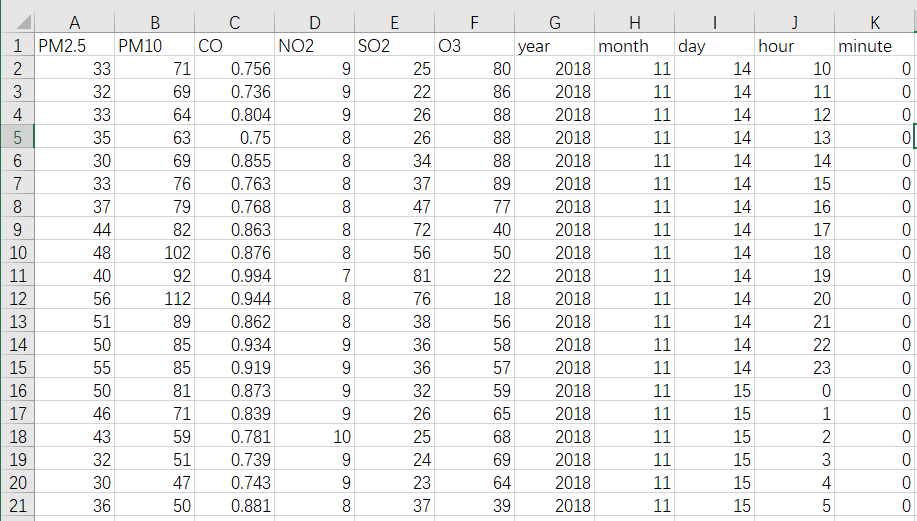 A B C D E F G H I J K
1 PM2.5 PM10 CO NO2 SO2 O3 year month day hour minute
2 33 71 0.756 9 25 80 2018 11 14 10 0
3 32 69 0.736 9 22 86 2018 11 14 11 0
4 33 64 0.804 9 26 88 2018 11 14 12 0
5 35 63 0.75 8 26 88 2018 11 14 13 0
6 30 69 0.855 8 34 88 2018 11 14 14 0
7 33 76 0.763 8 37 89 2018 11 14 15 0
8 37 79 0.768 8 47 77 2018 11 14 16 0
9 44 82 0.863 8 72 40 2018 11 14 17 0
10 48 102 0.876 8 56 50 2018 11 14 18 0
11 40 92 0.994 7 81 22 2018 11 14 19 0
12 56 112 0.944 8 76 18 2018 11 14 20 0
13 51 89 0.862 8 38 56 2018 11 14 21 0
14 50 85 0.934 9 36 58 2018 11 14 22 0
15 55 85 0.919 9 36 57 2018 11 14 23 0
16 50 81 0.873 9 32 59 2018 11 15 0 0
17 46 71 0.839 9 26 65 2018 11 15 1 0
18 43 59 0.781 10 25 68 2018 11 15 2 0
19 32 51 0.739 9 24 69 2018 11 15 3 0
20 30 47 0.743 9 23 64 2018 11 15 4 0
21 36 50 0.881 8 37 39 2018 11 15 5 0